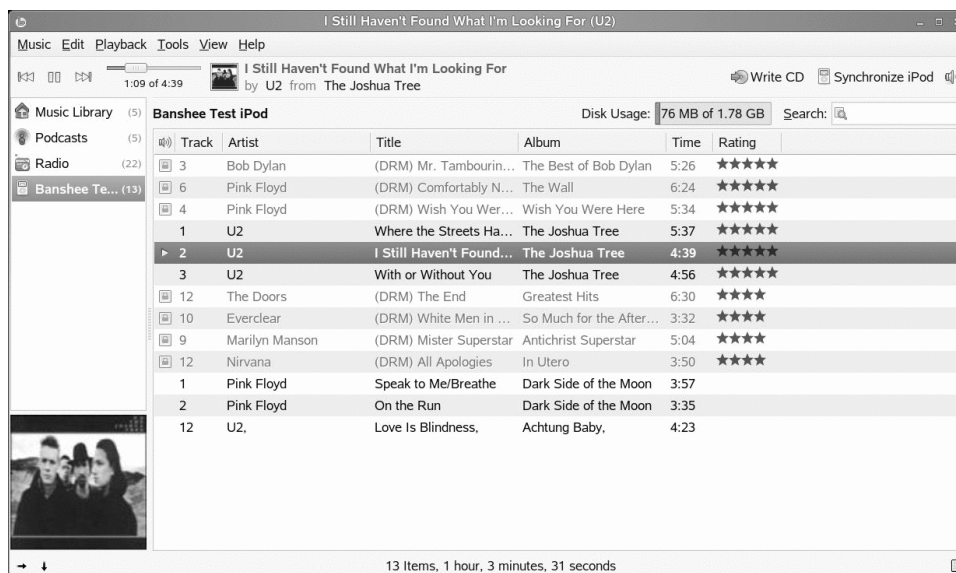 I Still Haven't Found What I'm Looking For (U2)
Music Edit Playback Tools View Help
1:09 of 4:39
I Still Haven't Found What I'm Looking For
by U2 from The Joshua Tree
Write CD Synchronize iPod
Music Library (5)
Podcasts (5)
Radio (22)
Banshee Te... (13)
Banshee Test iPod Disk Usage: 76 MB of 1.78 GB Search:
Track Artist Title Album Time Rating
3 Bob Dylan (DRM) Mr. Tambourin... The Best of Bob Dylan 5:26 ★★★★★
6 Pink Floyd (DRM) Comfortably N... The Wall 6:24 ★★★★★
4 Pink Floyd (DRM) Wish You Wer... Wish You Were Here 5:34 ★★★★★
1 U2 Where the Streets Ha... The Joshua Tree 5:37 ★★★★★
2 U2 I Still Haven't Found... The Joshua Tree 4:39 ★★★★★
3 U2 With or Without You The Joshua Tree 4:56 ★★★★★
12 The Doors (DRM) The End Greatest Hits 6:30 ★★★★
10 Everclear (DRM) White Men in ... So Much for the After... 3:32 ★★★★
9 Marilyn Manson (DRM) Mister Superstar Antichrist Superstar 5:04 ★★★★
12 Nirvana (DRM) All Apologies In Utero 3:50 ★★★★
1 Pink Floyd Speak to Me/Breathe Dark Side of the Moon 3:57
2 Pink Floyd On the Run Dark Side of the Moon 3:35
12 U2, Love Is Blindness, Achtung Baby, 4:23
13 Items, 1 hour, 3 minutes, 31 seconds